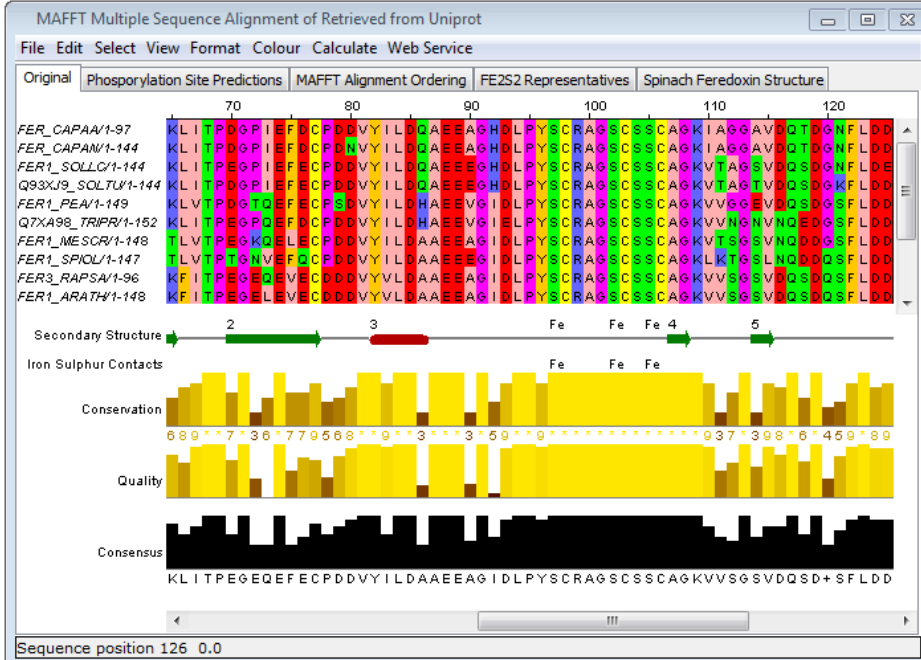 MAFFT Multiple Sequence Alignment of Retrieved from Uniprot
File Edit Select View Format Colour Calculate Web Service
Original Phosporylation Site Predictions MAFFT Alignment Ordering FE2S2 Representatives Spinach Feredoxin Structure
70 80 90 100 110 120
FER_CAPAA/1-97 KLITPDGPIEFDCPDDVYILDQAEEAGHDLPYSCRAGSCSSCAGKIAGGAVDQTDGNFLDD
FER_CAPAN/1-144 KLITPDGPIEFDCPDNVYILDQAEEAGHDLPYSCRAGSCSSCAGKIAGGAVDQTDGNFLDD
FER1_SOLLC/1-144 KLITPDGPIEFDCPDDVYILDQAEEEGHDLPYSCRAGSCSSCAGKVTAGSVDQSDGNFLDE
Q93XJ9_SOLTU/1-144 KLITPDGPIEFDCPDDVYILDQAEEEGHDLPYSCRAGSCSSCAGKVTAGTVDQSDGKFLDD
FER1_PEA/1-149 KLVTPDGTQEFECPSDVYILDHAEEVGIDLPYSCRAGSCSSCAGKVVGGEVDQSDGSFLDD
Q7XA98_TRIPR/1-152 KLITPEGPQEFDCPDDVYILDHAEEVGIELPYSCRAGSCSSCAGKVVNGNVNQEDGSFLDD
FER1_MESCR/1-148 TLVTPEGKQELECPDDVYILDAAEEAGIDLPYSCRAGSCSSCAGKVTSGSVNQDDGSFLDD
FER1_SPIOL/1-147 TLVTPTGNVEFQCPDDVYILDAAEEEGIDLPYSCRAGSCSSCAGKLKTGSLNQDDQSFLDD
FER3_RAPSA/1-96 KFITPEGEQEVECDDDVYVLDAAEEAGIDLPYSCRAGSCSSCAGKVVSGSVDQSDQSFLDD
FER1_ARATH/1-148 KFITPEGELEVECDDDVYVLDAAEEAGIDLPYSCRAGSCSSCAGKVVSGSVDQSDQSFLDD
2 3 Fe Fe Fe 4 5
Secondary Structure
Iron Sulphur Contacts Fe Fe Fe
Conservation
689**7*36*779568**9**3***3*59**9*************937*398*6*459*89
Quality
Consensus
KLITPEGEQEFECPDDVYILDAAEEAGIDLPYSCRAGSCSSCAGKVVSGSVDQSD+SFLDD
Sequence position 126 0.0